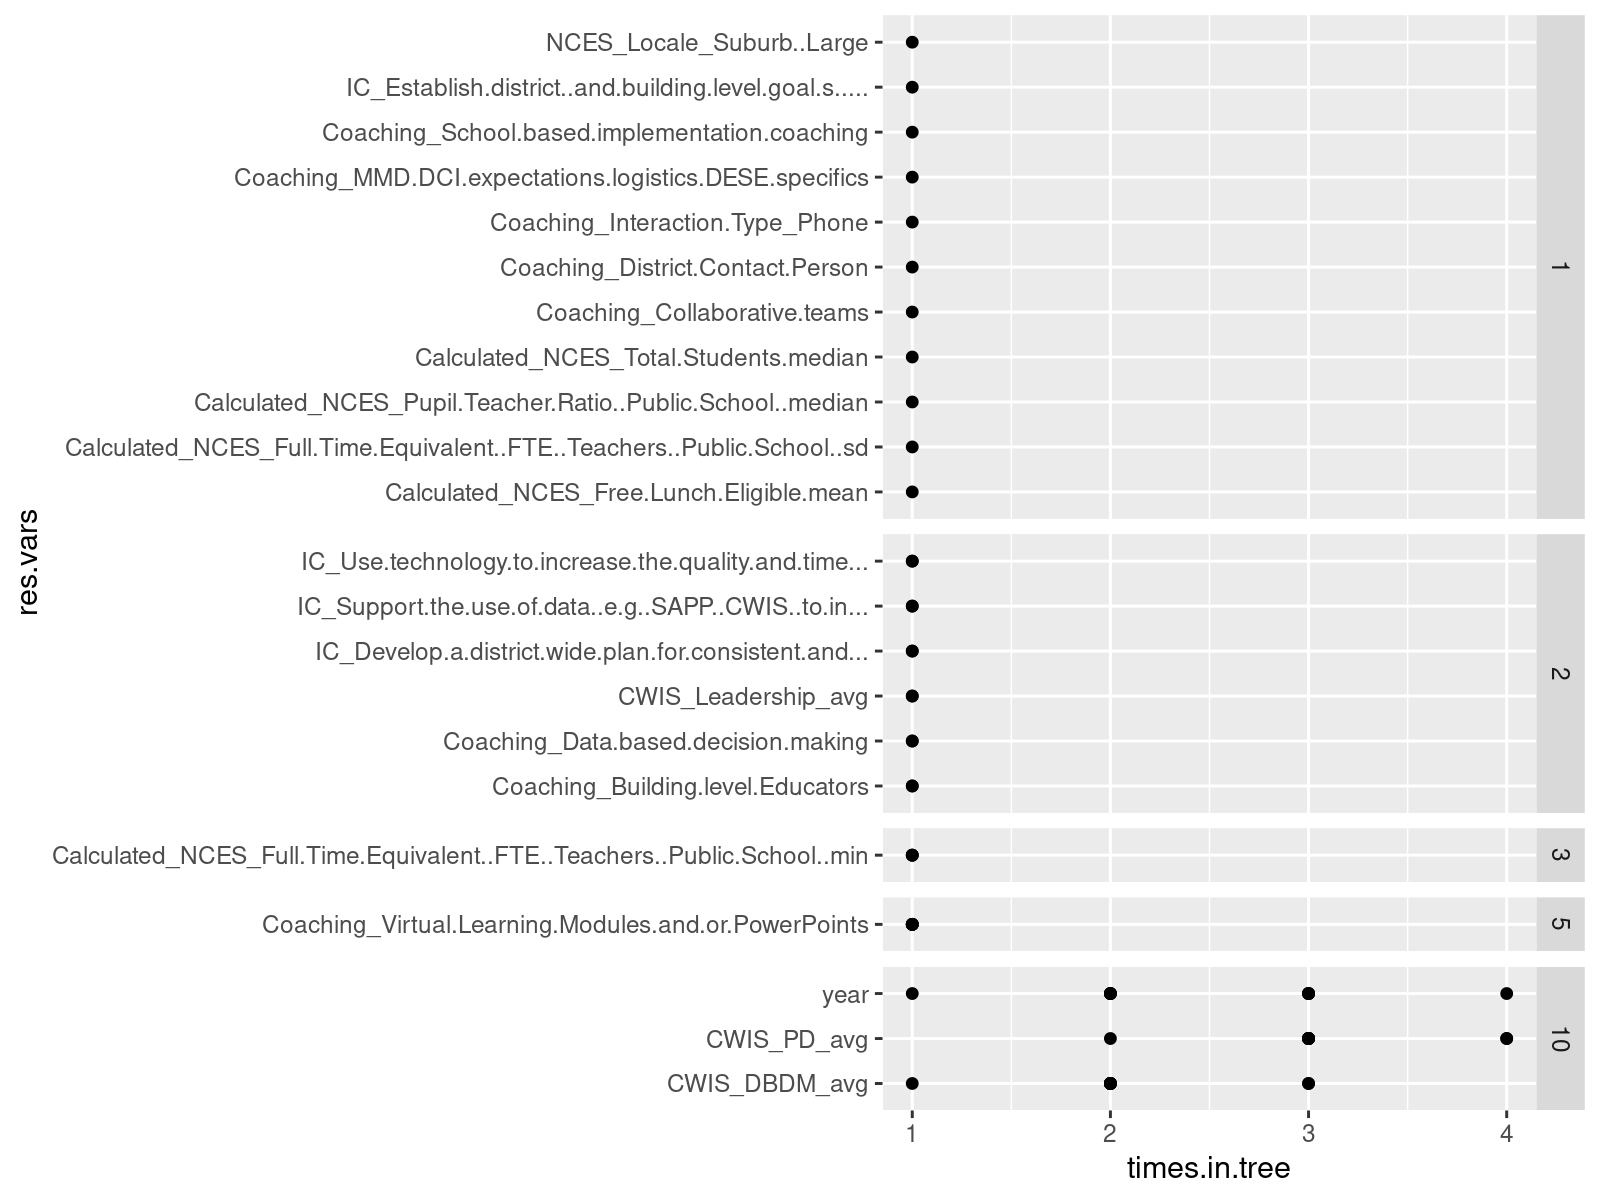 NCES_Locale_Suburb..Large
IC_Establish.district..and.building.level.goal.s.....
Coaching_School.based.implementation.coaching
Coaching_MMD.DCI.expectations.logistics.DESE.specifics
Coaching_Interaction.Type_Phone
Coaching_District.Contact.Person
Coaching_Collaborative.teams
Calculated_NCES_Total.Students.median
Calculated_NCES_Pupil.Teacher.Ratio..Public.School..median
Calculated_NCES_Full.Time.Equivalent..FTE..Teachers..Public.School..sd
Calculated_NCES_Free.Lunch.Eligible.mean
1
IC_Use.technology.to.increase.the.quality.and.time...
IC_Support.the.use.of.data..e.g..SAPP..CWIS..to.in...
IC_Develop.a.district.wide.plan.for.consistent.and...
CWIS_Leadership_avg
Coaching_Data.based.decision.making
Coaching_Building.level.Educators
2
Calculated_NCES_Full.Time.Equivalent..FTE..Teachers..Public.School..min
3
Coaching_Virtual.Learning.Modules.and.or.PowerPoints
5
year
CWIS_PD_avg
CWIS_DBDM_avg
10
1 2 3 4
times.in.tree
res.vars